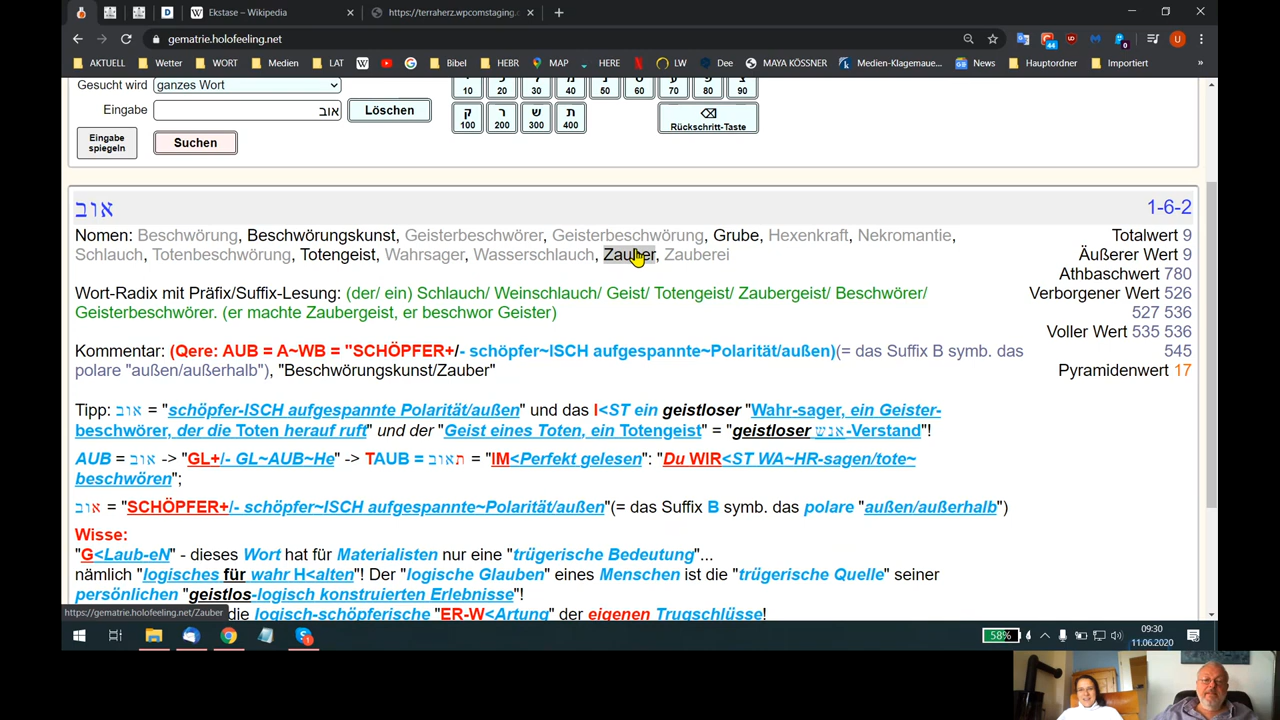 Ekstase – Wikipedia
https://terraherz.wpcomstaging.c
gematrie.holofeeling.net
AKTUELL Wetter WORT Medien LAT Bibel HEBR MAP HERE LW Dee MAYA KÖSSNER Medien-Klagemaue... News Hauptordner Importiert »
Gesucht wird ganzes Wort
Eingabe אוב Löschen
Eingabe spiegeln Suchen
10 20 30 40 50 60 70 80 90
ק ר ש ת
100 200 300 400
Rückschritt-Taste
אוב 1-6-2
Nomen: Beschwörung, Beschwörungskunst, Geisterbeschwörer, Geisterbeschwörung, Grube, Hexenkraft, Nekromantie,
Schlauch, Totenbeschwörung, Totengeist, Wahrsager, Wasserschlauch, Zauber, Zauberei
Totalwert 9
Äußerer Wert 9
Athbaschwert 780
Verborgener Wert 526
527 536
Voller Wert 535 536
545
Pyramidenwert 17
Wort-Radix mit Präfix/Suffix-Lesung: (der/ ein) Schlauch/ Weinschlauch/ Geist/ Totengeist/ Zaubergeist/ Beschwörer/
Geisterbeschwörer. (er machte Zaubergeist, er beschwor Geister)
Kommentar: (Qere: AUB = A~WB = "SCHÖPFER+/- schöpfer~ISCH aufgespannte~Polarität/außen)(= das Suffix B symb. das
polare "außen/außerhalb"), "Beschwörungskunst/Zauber"
Tipp: אוב = "schöpfer-ISCH aufgespannte Polarität/außen" und das I<ST ein geistloser "Wahr-sager, ein Geister-
beschwörer, der die Toten herauf ruft" und der "Geist eines Toten, ein Totengeist" = "geistloser אנש-Verstand"!
AUB = אוב -> "GL+/- GL~AUB~He" -> TAUB = תאוב = "IM<Perfekt gelesen": "Du WIR<ST WA~HR-sagen/tote~
beschwören";
אוב = "SCHÖPFER+/- schöpfer~ISCH aufgespannte~Polarität/außen"(= das Suffix B symb. das polare "außen/außerhalb")
Wisse:
"G<Laub-eN" - dieses Wort hat für Materialisten nur eine "trügerische Bedeutung"...
nämlich "logisches für wahr H<alten"! Der "logische Glauben" eines Menschen ist die "trügerische Quelle" seiner
persönlichen "geistlos-logisch konstruierten Erlebnisse"!
die logisch-schöpferische "ER-W<Artung" der eigenen Trugschlüsse!
https://gematrie.holofeeling.net/Zauber
58% 09:30
11.06.2020